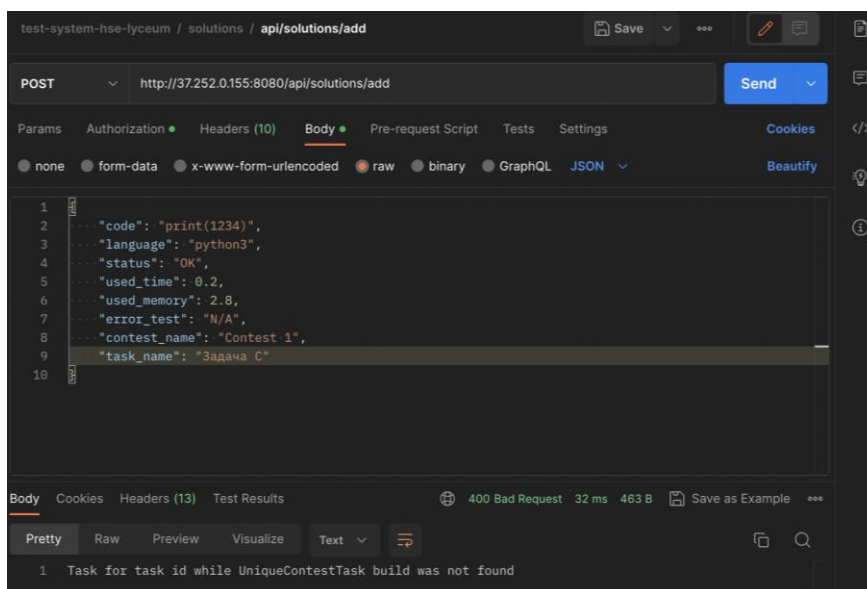 test-system-hse-lyceum / solutions / api/solutions/add
Save
POST
http://37.252.0.155:8080/api/solutions/add
Send
Params Authorization Headers (10) Body Pre-request Script Tests Settings Cookies
none form-data x-www-form-urlencoded raw binary GraphQL JSON Beautify
1 {
2 "code": "print(1234)",
3 "language": "python3",
4 "status": "OK",
5 "used_time": 0.2,
6 "used_memory": 2.8,
7 "error_test": "N/A",
8 "contest_name": "Contest 1",
9 "task_name": "Задача C"
10 }
Body Cookies Headers (13) Test Results 400 Bad Request 32 ms 463 B Save as Example
Pretty Raw Preview Visualize Text
1 Task for task id while UniqueContestTask build was not found